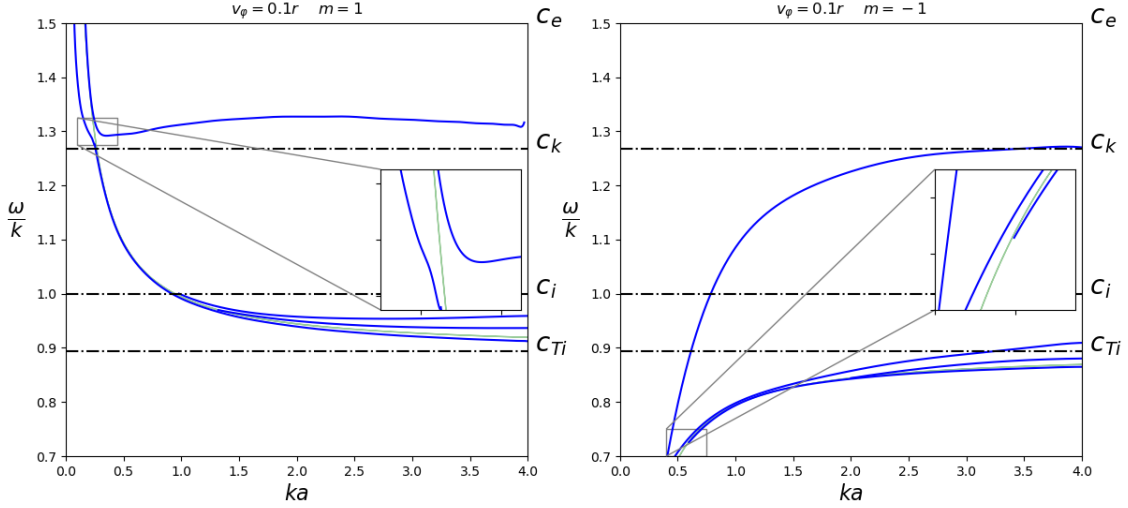 v_φ = 0.1r m = 1
1.5
1.4
1.3
1.2
1.1
1.0
0.9
0.8
0.7
ω/k
0.0 0.5 1.0 1.5 2.0 2.5 3.0 3.5 4.0
ka
c_e
c_k
c_i
c_Ti
v_φ = 0.1r m = −1
1.5
1.4
1.3
1.2
1.1
1.0
0.9
0.8
0.7
ω/k
0.0 0.5 1.0 1.5 2.0 2.5 3.0 3.5 4.0
ka
c_e
c_k
c_i
c_Ti